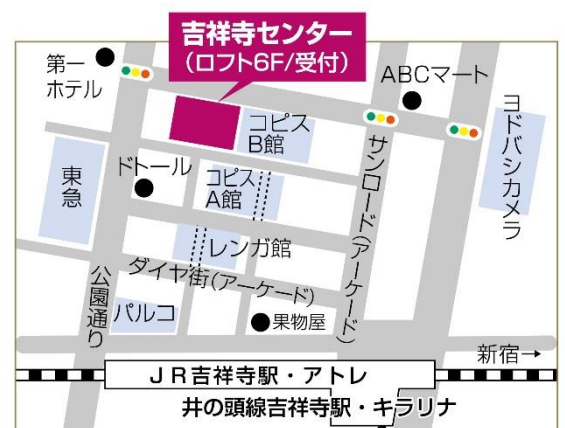 吉祥寺センター
(ロフト6F/受付)
第一
ホテル
ABCマート
コピス
B館
ヨドバシカメラ
サンロード(アーケード)
東急
ドトール
コピス
A館
レンガ館
ダイヤ街(アーケード)
公園通り
パルコ
果物屋
新宿→
JR吉祥寺駅・アトレ
井の頭線吉祥寺駅・キラリナ